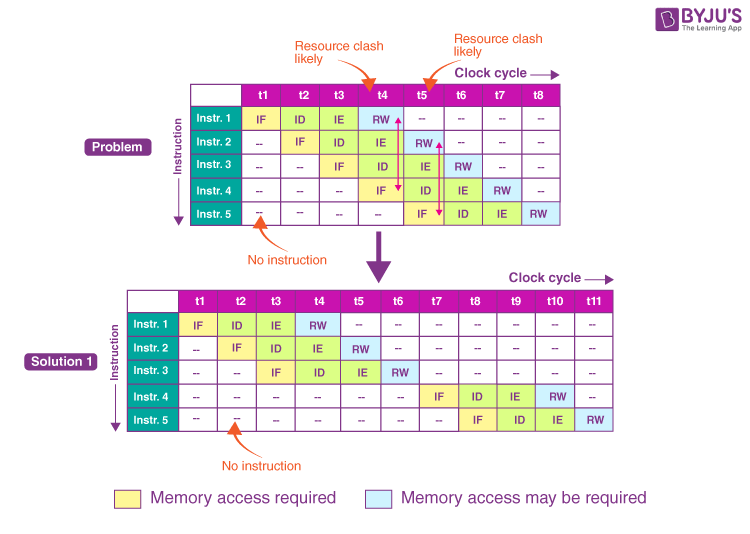 BYJU'S
The Learning App
Resource clash
likely
Resource clash
likely
Clock cycle
t1 t2 t3 t4 t5 t6 t7 t8
Problem
Instruction
Instr. 1 IF ID IE RW -- -- -- --
Instr. 2 -- IF ID IE RW -- -- --
Instr. 3 -- -- IF ID IE RW -- --
Instr. 4 -- -- -- IF ID IE RW --
Instr. 5 -- -- -- -- IF ID IE RW
No instruction
Clock cycle
t1 t2 t3 t4 t5 t6 t7 t8 t9 t10 t11
Solution 1
Instruction
Instr. 1 IF ID IE RW -- -- -- -- -- -- --
Instr. 2 -- IF ID IE RW -- -- -- -- -- --
Instr. 3 -- -- IF ID IE RW -- -- -- -- --
Instr. 4 -- -- -- -- -- -- IF ID IE RW --
Instr. 5 -- -- -- -- -- -- -- IF ID IE RW
No instruction
Memory access required
Memory access may be required